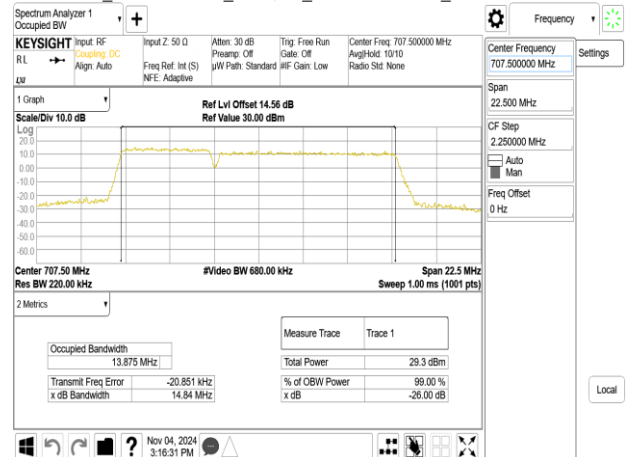 Spectrum Analyzer 1
Occupied BW
Frequency
KEYSIGHT
Input: RF
Input Z: 50 Ω
Atten: 30 dB
Trig: Free Run
Center Freq: 707.500000 MHz
RL
Coupling: DC
Preamp: Off
Gate: Off
Avg|Hold: 10/10
Align: Auto
Freq Ref: Int (S)
µW Path: Standard
#IF Gain: Low
Radio Std: None
NFE: Adaptive
LXI
Center Frequency
707.500000 MHz
Settings
Span
22.500 MHz
CF Step
2.250000 MHz
Auto
Man
Freq Offset
0 Hz
Local
1 Graph
Ref Lvl Offset 14.56 dB
Scale/Div 10.0 dB
Ref Value 30.00 dBm
Log
20.0
10.0
0.00
-10.0
-20.0
-30.0
-40.0
-50.0
-60.0
Center 707.50 MHz
#Video BW 680.00 kHz
Span 22.5 MHz
Res BW 220.00 kHz
Sweep 1.00 ms (1001 pts)
2 Metrics
Measure Trace
Trace 1
Occupied Bandwidth
13.875 MHz
Total Power
29.3 dBm
Transmit Freq Error
-20.851 kHz
% of OBW Power
99.00 %
x dB Bandwidth
14.84 MHz
x dB
-26.00 dB
?
Nov 04, 2024
3:16:31 PM